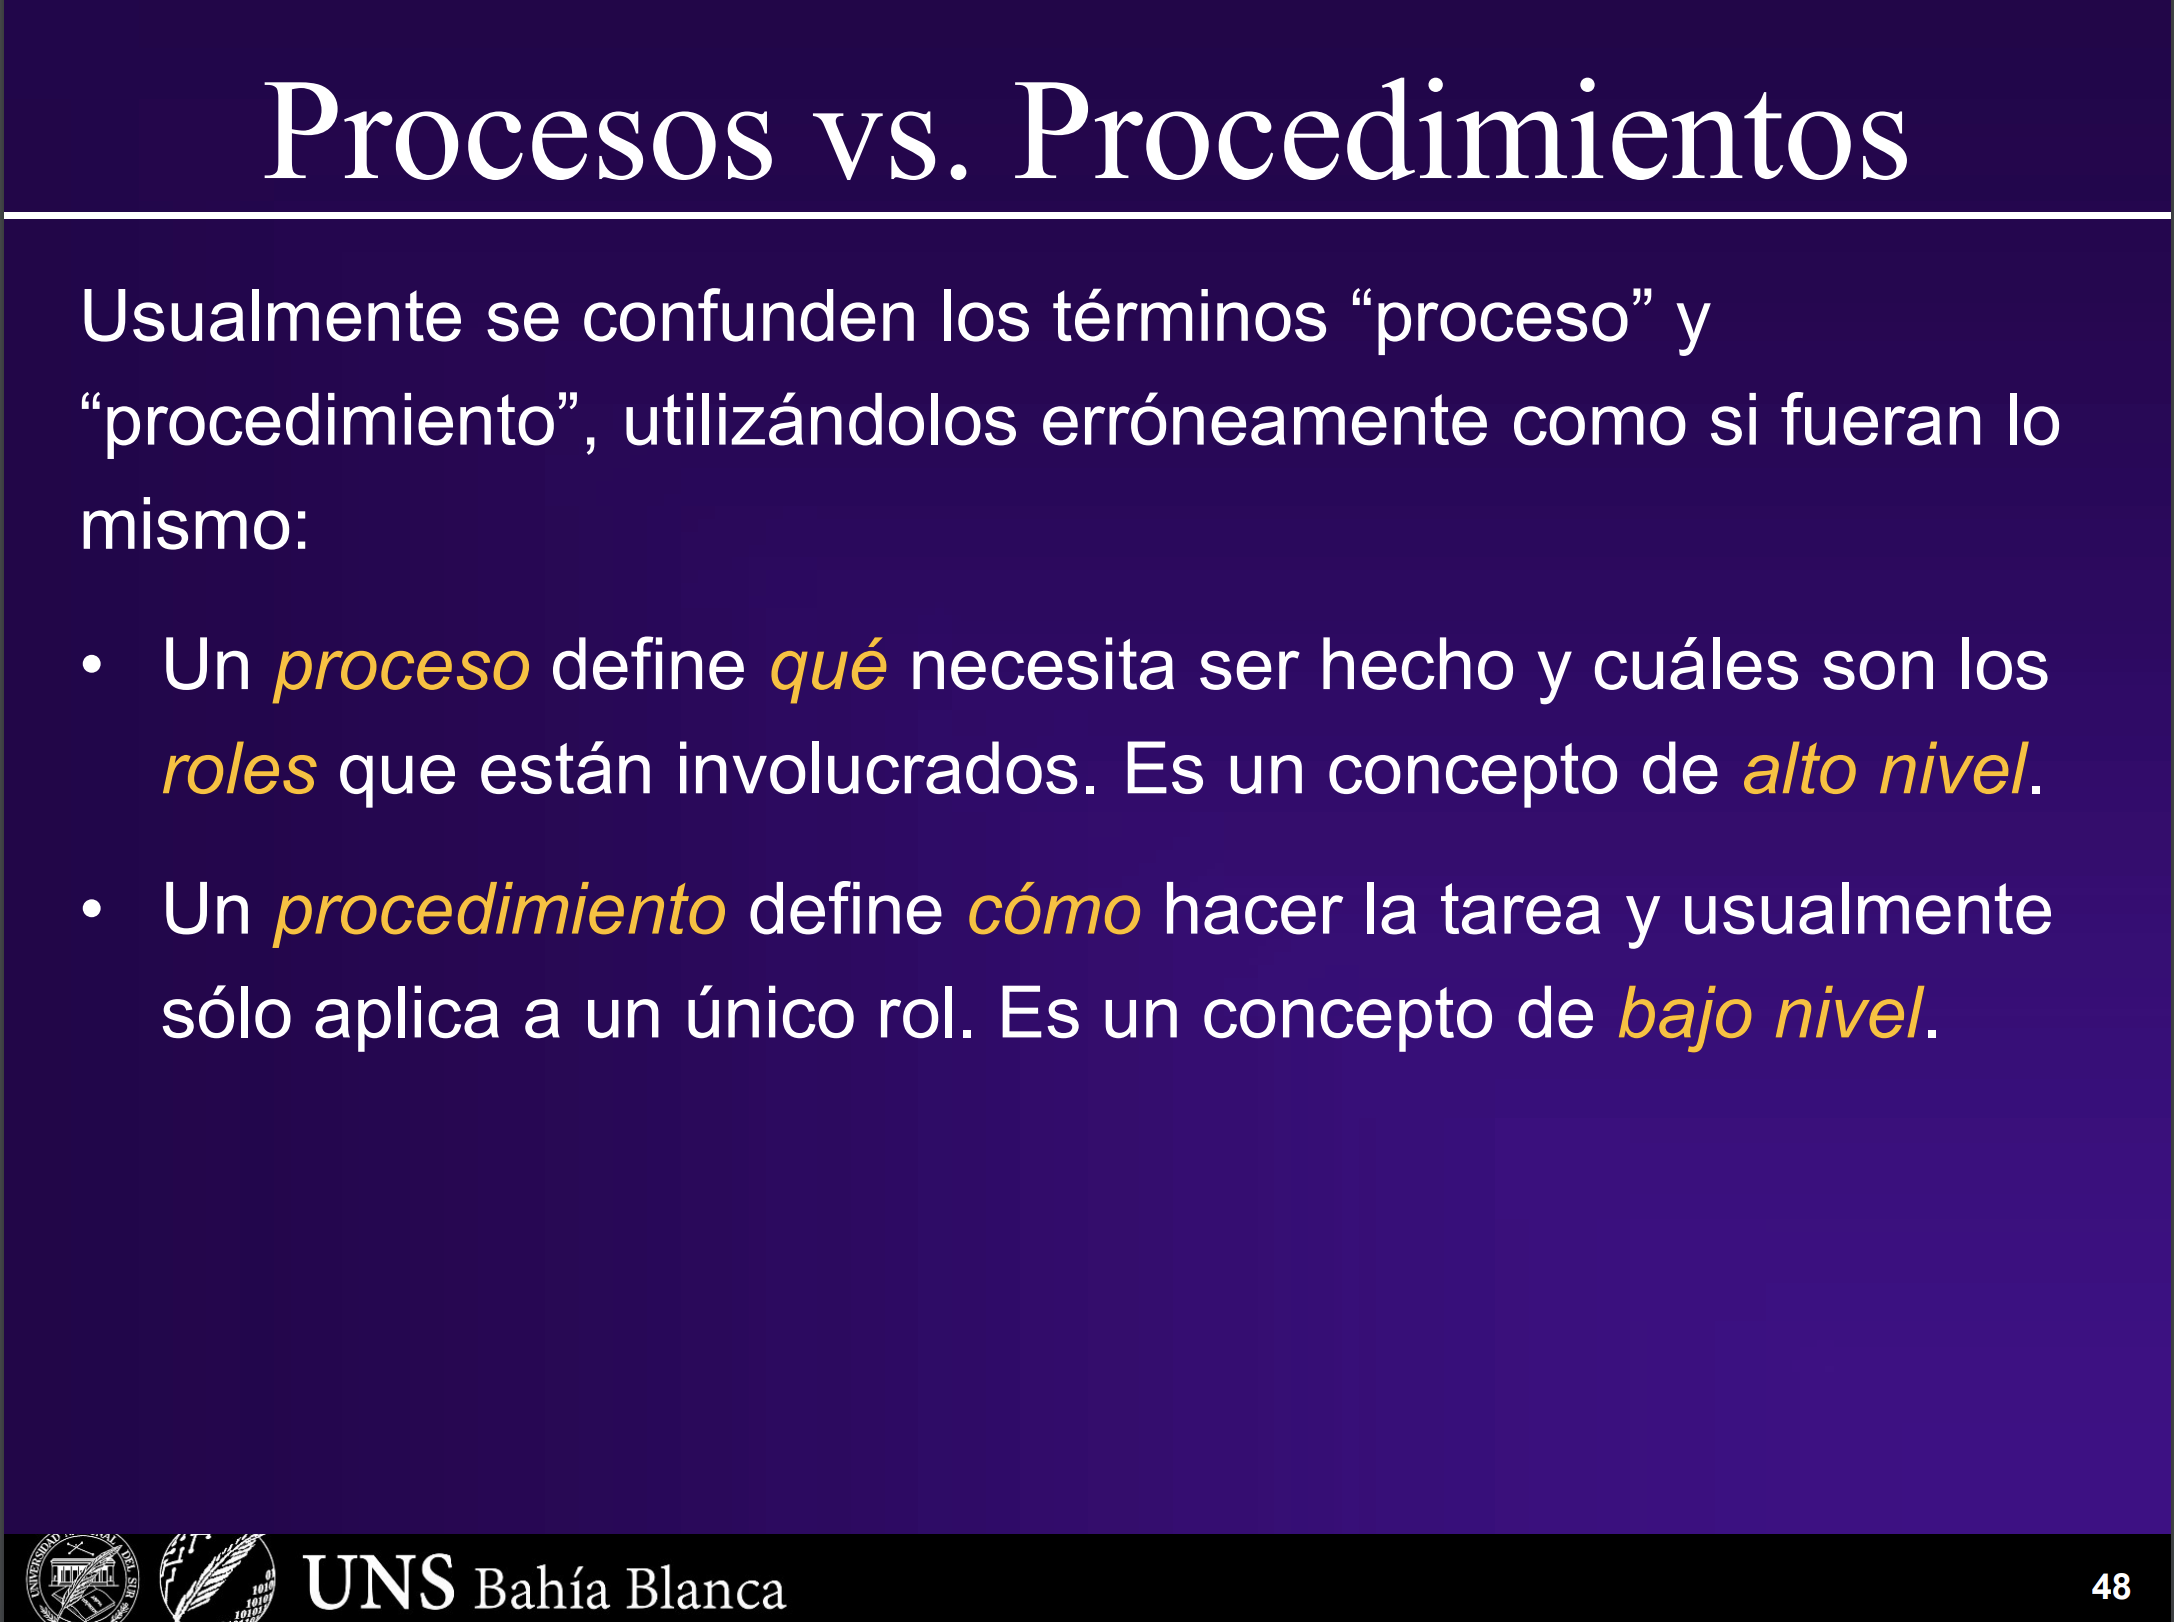 Procesos vs. Procedimientos
Usualmente se confunden los términos “proceso” y
“procedimiento”, utilizándolos erróneamente como si fueran lo
mismo:
• Un proceso define qué necesita ser hecho y cuáles son los
roles que están involucrados. Es un concepto de alto nivel.
• Un procedimiento define cómo hacer la tarea y usualmente
sólo aplica a un único rol. Es un concepto de bajo nivel.
UNS Bahía Blanca
48